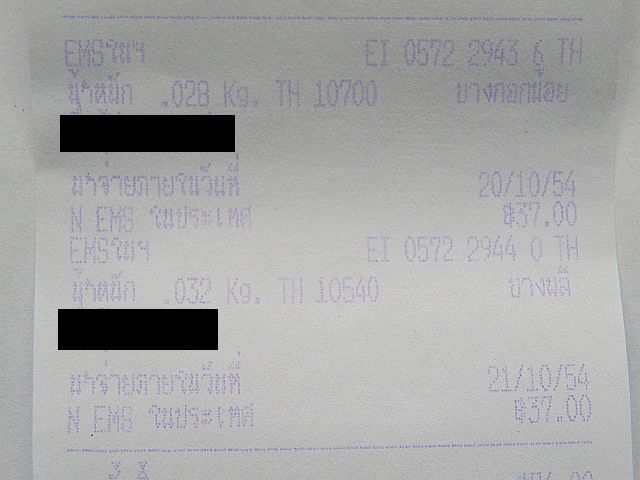 EMSในฯ EI 0572 2943 6 TH
น้ำหนัก .028 Kg. TH 10700 บางกอกน้อย
นำจ่ายภายในวันที่ 20/10/54
N EMS ในประเทศ ฿37.00
EMSในฯ EI 0572 2944 0 TH
น้ำหนัก .032 Kg. TH 10540 บางพลี
นำจ่ายภายในวันที่ 21/10/54
N EMS ในประเทศ ฿37.00